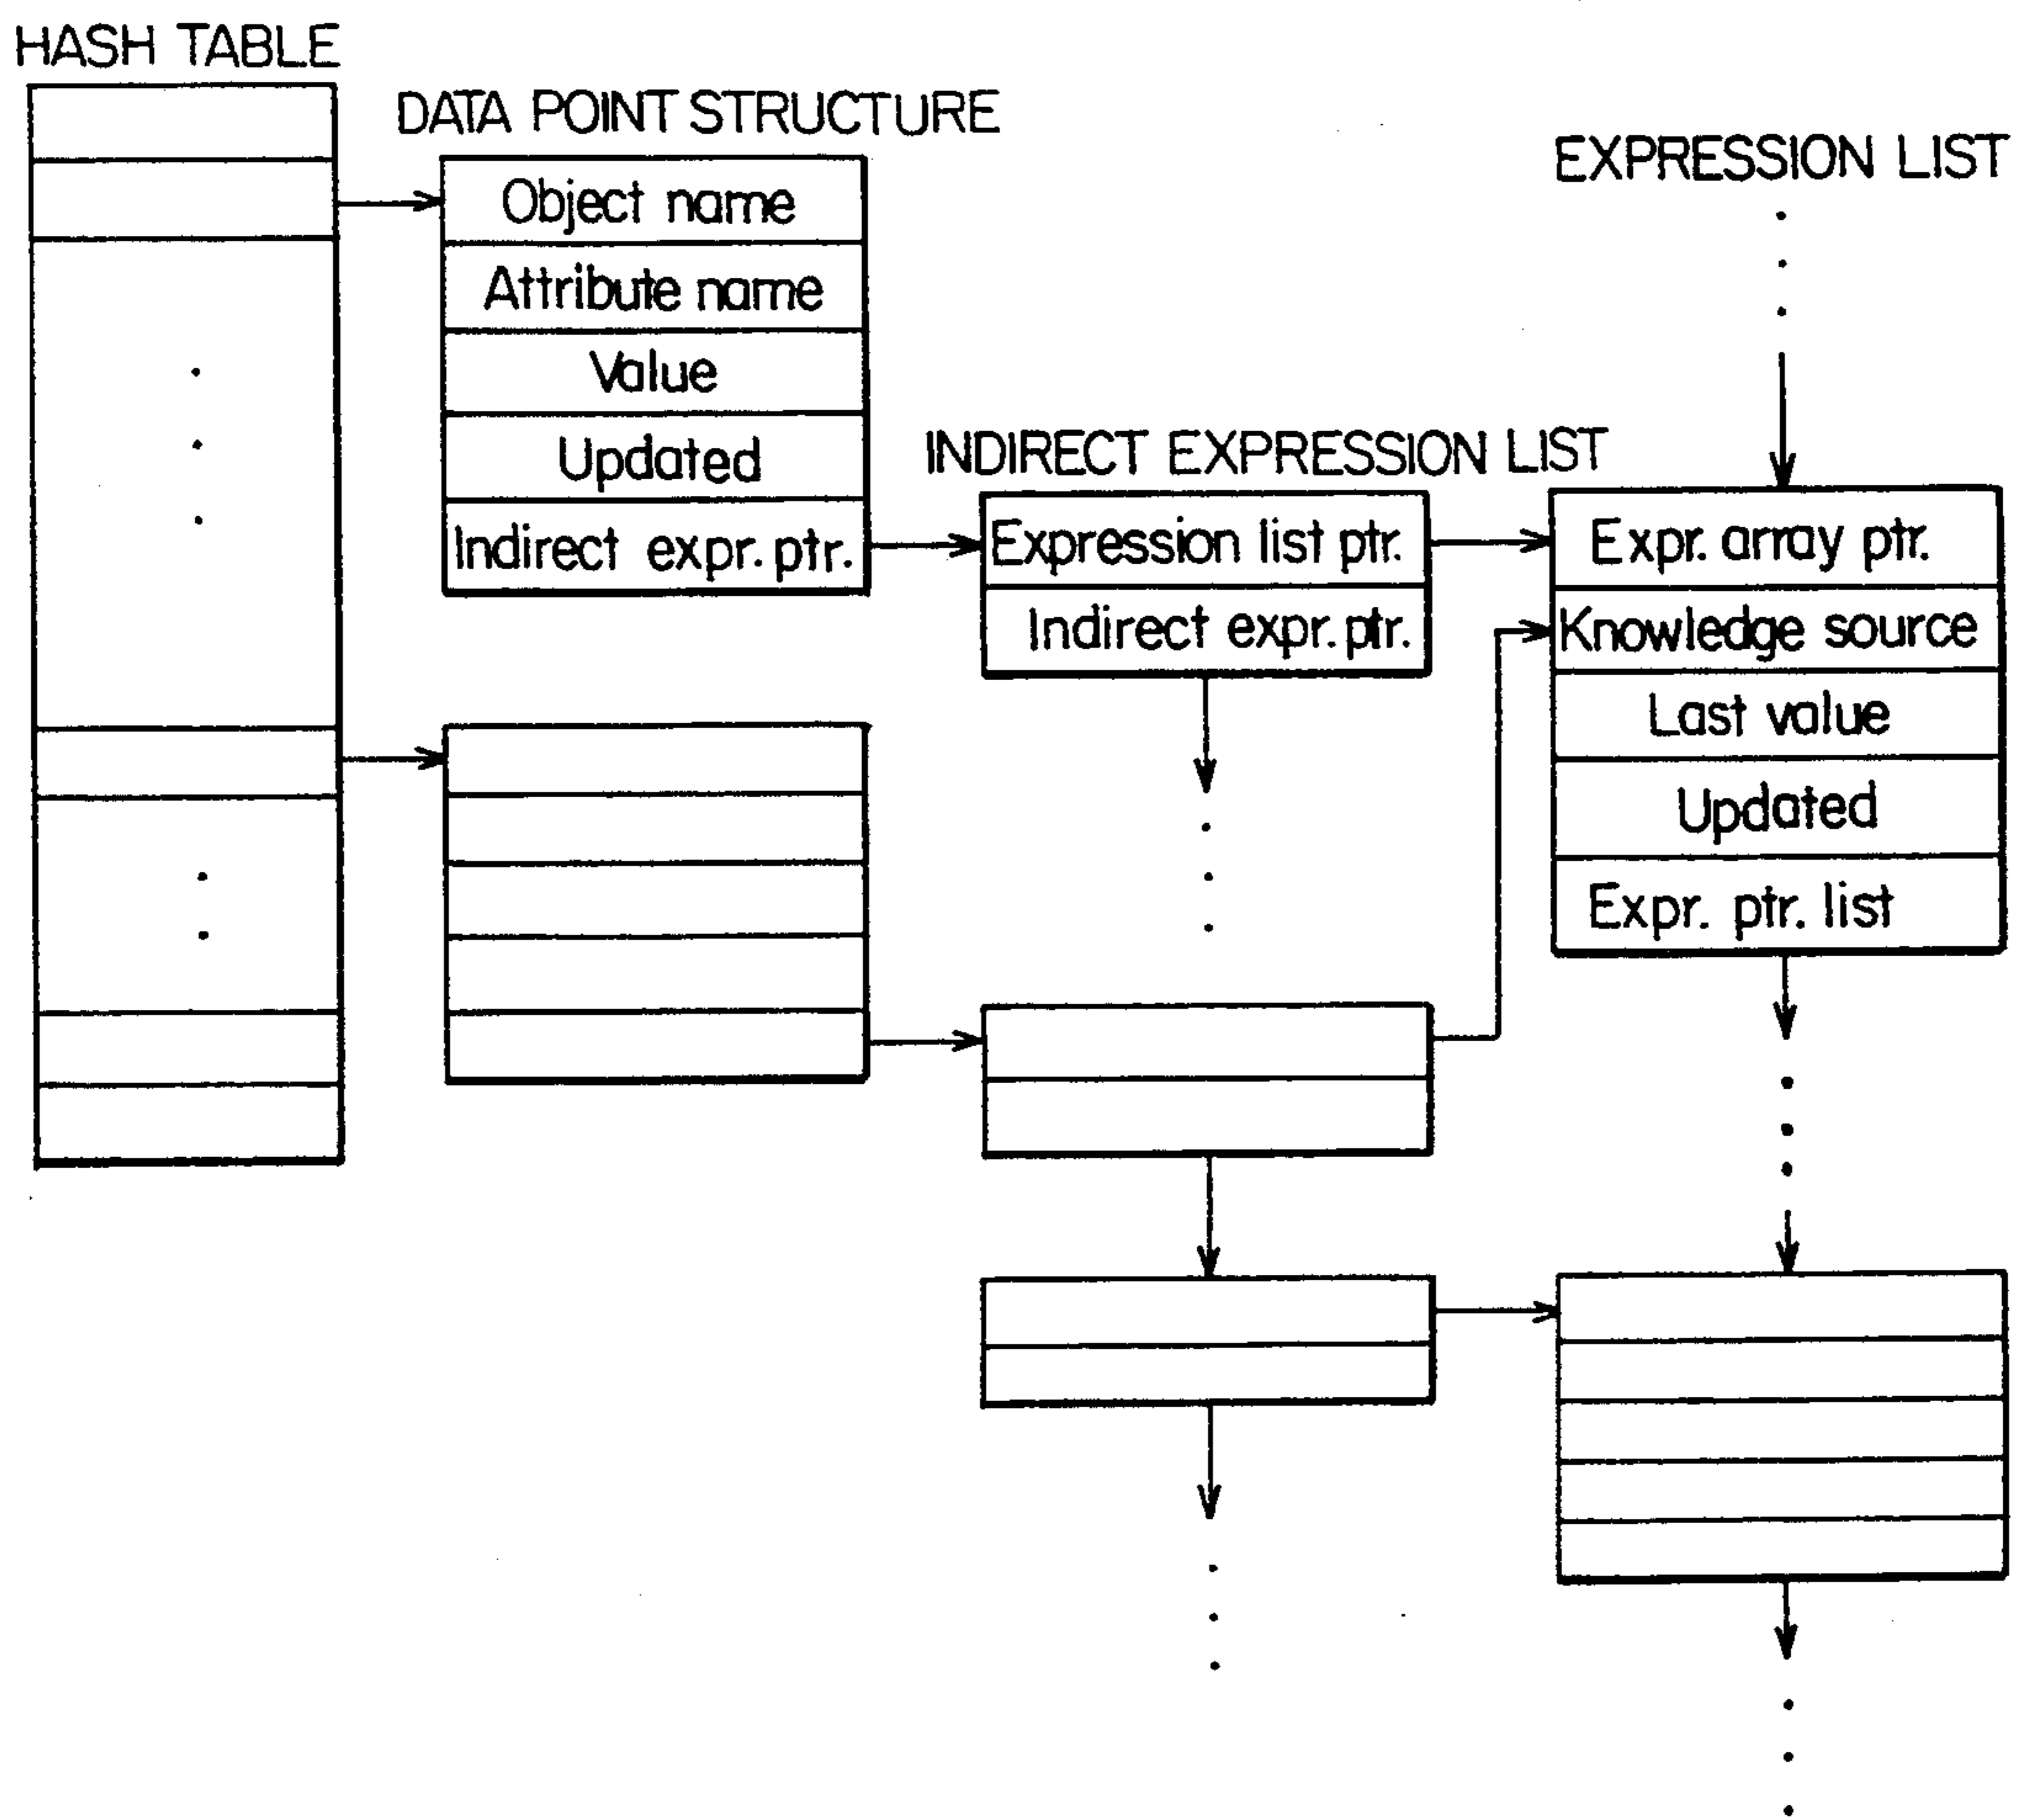 HASH TABLE
DATA POINT STRUCTURE
Object name
Attribute name
Value
Updated
Indirect expr. ptr.
INDIRECT EXPRESSION LIST
Expression list ptr.
Indirect expr. ptr.
EXPRESSION LIST
Expr. array ptr.
Knowledge source
Last value
Updated
Expr. ptr. list